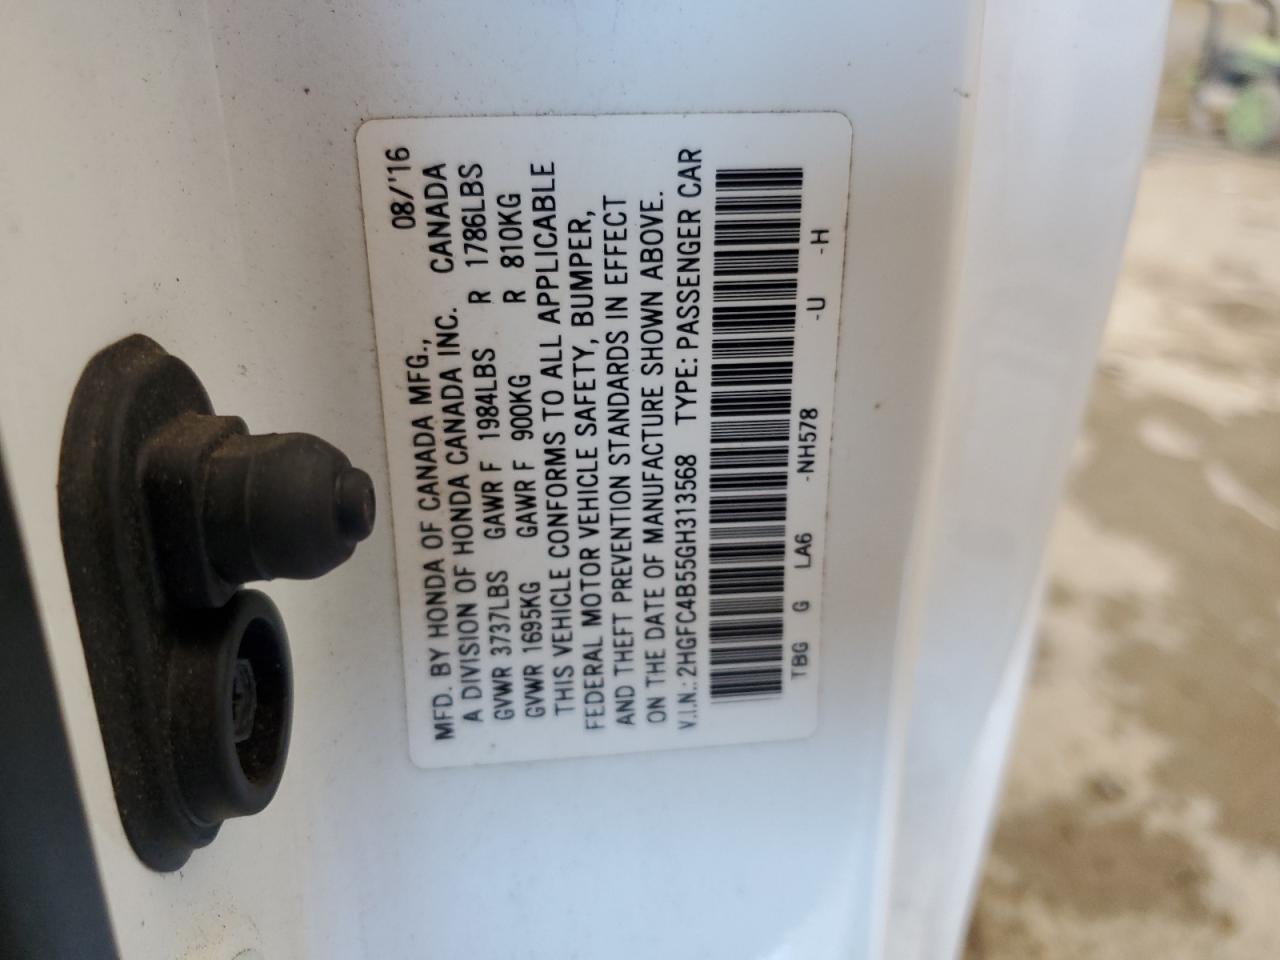 MFD. BY HONDA OF CANADA MFG., 08/'16
A DIVISION OF HONDA CANADA INC. CANADA
GVWR 3737LBS GAWR F 1984LBS R 1786LBS
GVWR 1695KG GAWR F 900KG R 810KG
THIS VEHICLE CONFORMS TO ALL APPLICABLE
FEDERAL MOTOR VEHICLE SAFETY, BUMPER,
AND THEFT PREVENTION STANDARDS IN EFFECT
ON THE DATE OF MANUFACTURE SHOWN ABOVE.
V.I.N.: 2HGFC4B55GH313568 TYPE: PASSENGER CAR
TBG G LA6 -NH578 -U -H